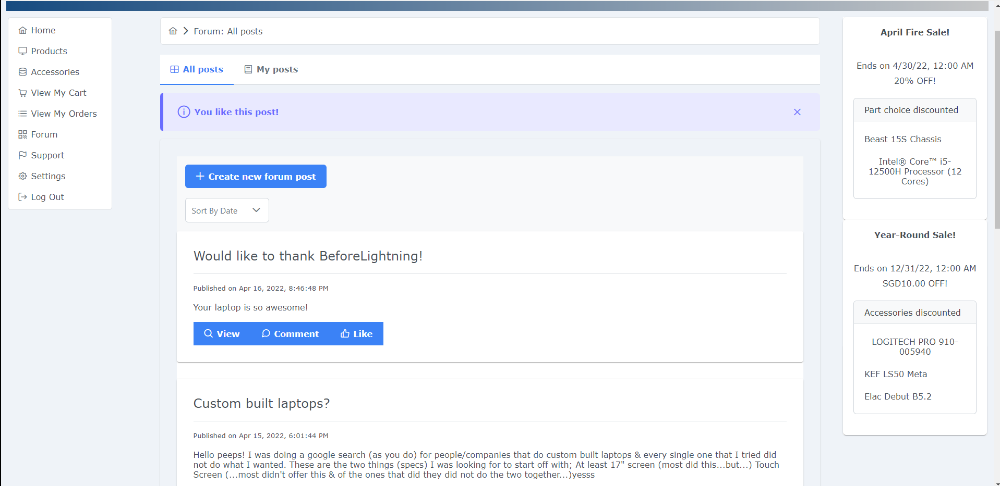 Home
Products
Accessories
View My Cart
View My Orders
Forum
Support
Settings
Log Out
Forum: All posts
All posts
My posts
You like this post!
Create new forum post
Sort By Date
Would like to thank BeforeLightning!
Published on Apr 16, 2022, 8:46:48 PM
Your laptop is so awesome!
View
Comment
Like
Custom built laptops?
Published on Apr 15, 2022, 6:01:44 PM
Hello peeps! I was doing a google search (as you do) for people/companies that do custom built laptops & every single one that I tried did
not do what I wanted. These are the two things (specs) I was looking for to start off with; At least 17" screen (most did this...but...) Touch
Screen (...most didn't offer this & of the ones that did they did not do the two together...)yesss
April Fire Sale!
Ends on 4/30/22, 12:00 AM
20% OFF!
Part choice discounted
Beast 15S Chassis
Intel® Core™ i5-
12500H Processor (12
Cores)
Year-Round Sale!
Ends on 12/31/22, 12:00 AM
SGD10.00 OFF!
Accessories discounted
LOGITECH PRO 910-
005940
KEF LS50 Meta
Elac Debut B5.2